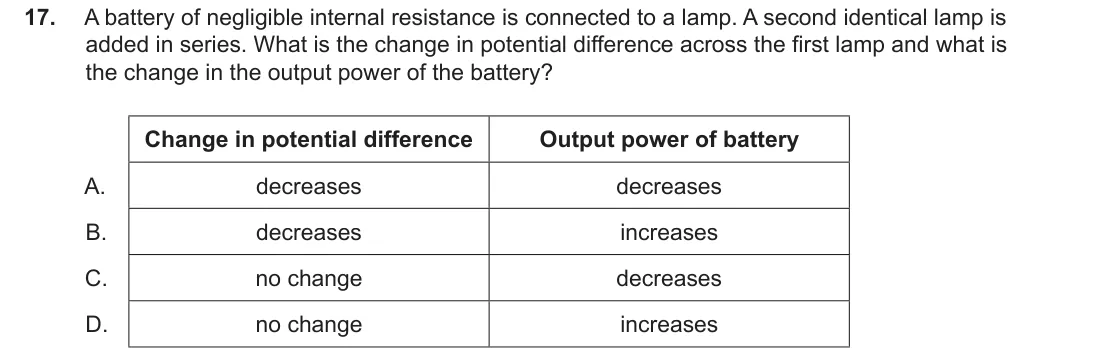 17. A battery of negligible internal resistance is connected to a lamp. A second identical lamp is
added in series. What is the change in potential difference across the first lamp and what is
the change in the output power of the battery?
Change in potential difference Output power of battery
A. decreases decreases
B. decreases increases
C. no change decreases
D. no change increases